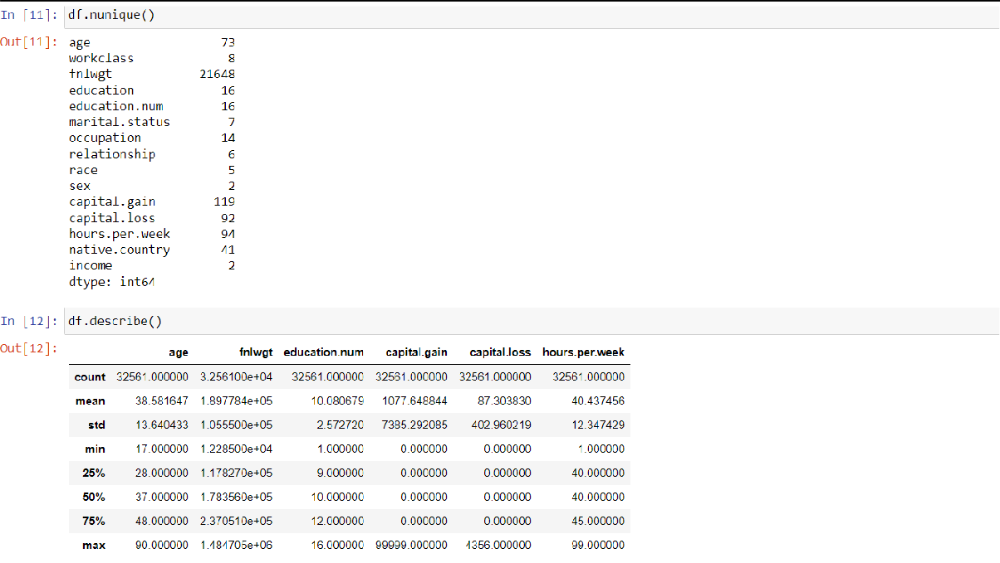 In [11]: df.nunique()
Out[11]: age 73
workclass 8
fnlwgt 21648
education 16
education.num 16
marital.status 7
occupation 14
relationship 6
race 5
sex 2
capital.gain 119
capital.loss 92
hours.per.week 94
native.country 41
income 2
dtype: int64
In [12]: df.describe()
Out[12]:
age fnlwgt education.num capital.gain capital.loss hours.per.week
count 32561.000000 3.256100e+04 32561.000000 32561.000000 32561.000000 32561.000000
mean 38.581647 1.897784e+05 10.080679 1077.648844 87.303830 40.437456
std 13.640433 1.055500e+05 2.572720 7385.292085 402.960219 12.347429
min 17.000000 1.228500e+04 1.000000 0.000000 0.000000 1.000000
25% 28.000000 1.178270e+05 9.000000 0.000000 0.000000 40.000000
50% 37.000000 1.783560e+05 10.000000 0.000000 0.000000 40.000000
75% 48.000000 2.370510e+05 12.000000 0.000000 0.000000 45.000000
max 90.000000 1.484705e+06 16.000000 99999.000000 4356.000000 99.000000